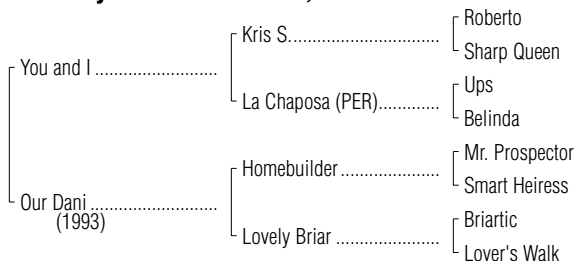 Roberto
Kris S.
Sharp Queen
You and I
Ups
La Chaposa (PER)
Belinda
Mr. Prospector
Homebuilder
Smart Heiress
Our Dani
(1993)
Briartic
Lovely Briar
Lover's Walk